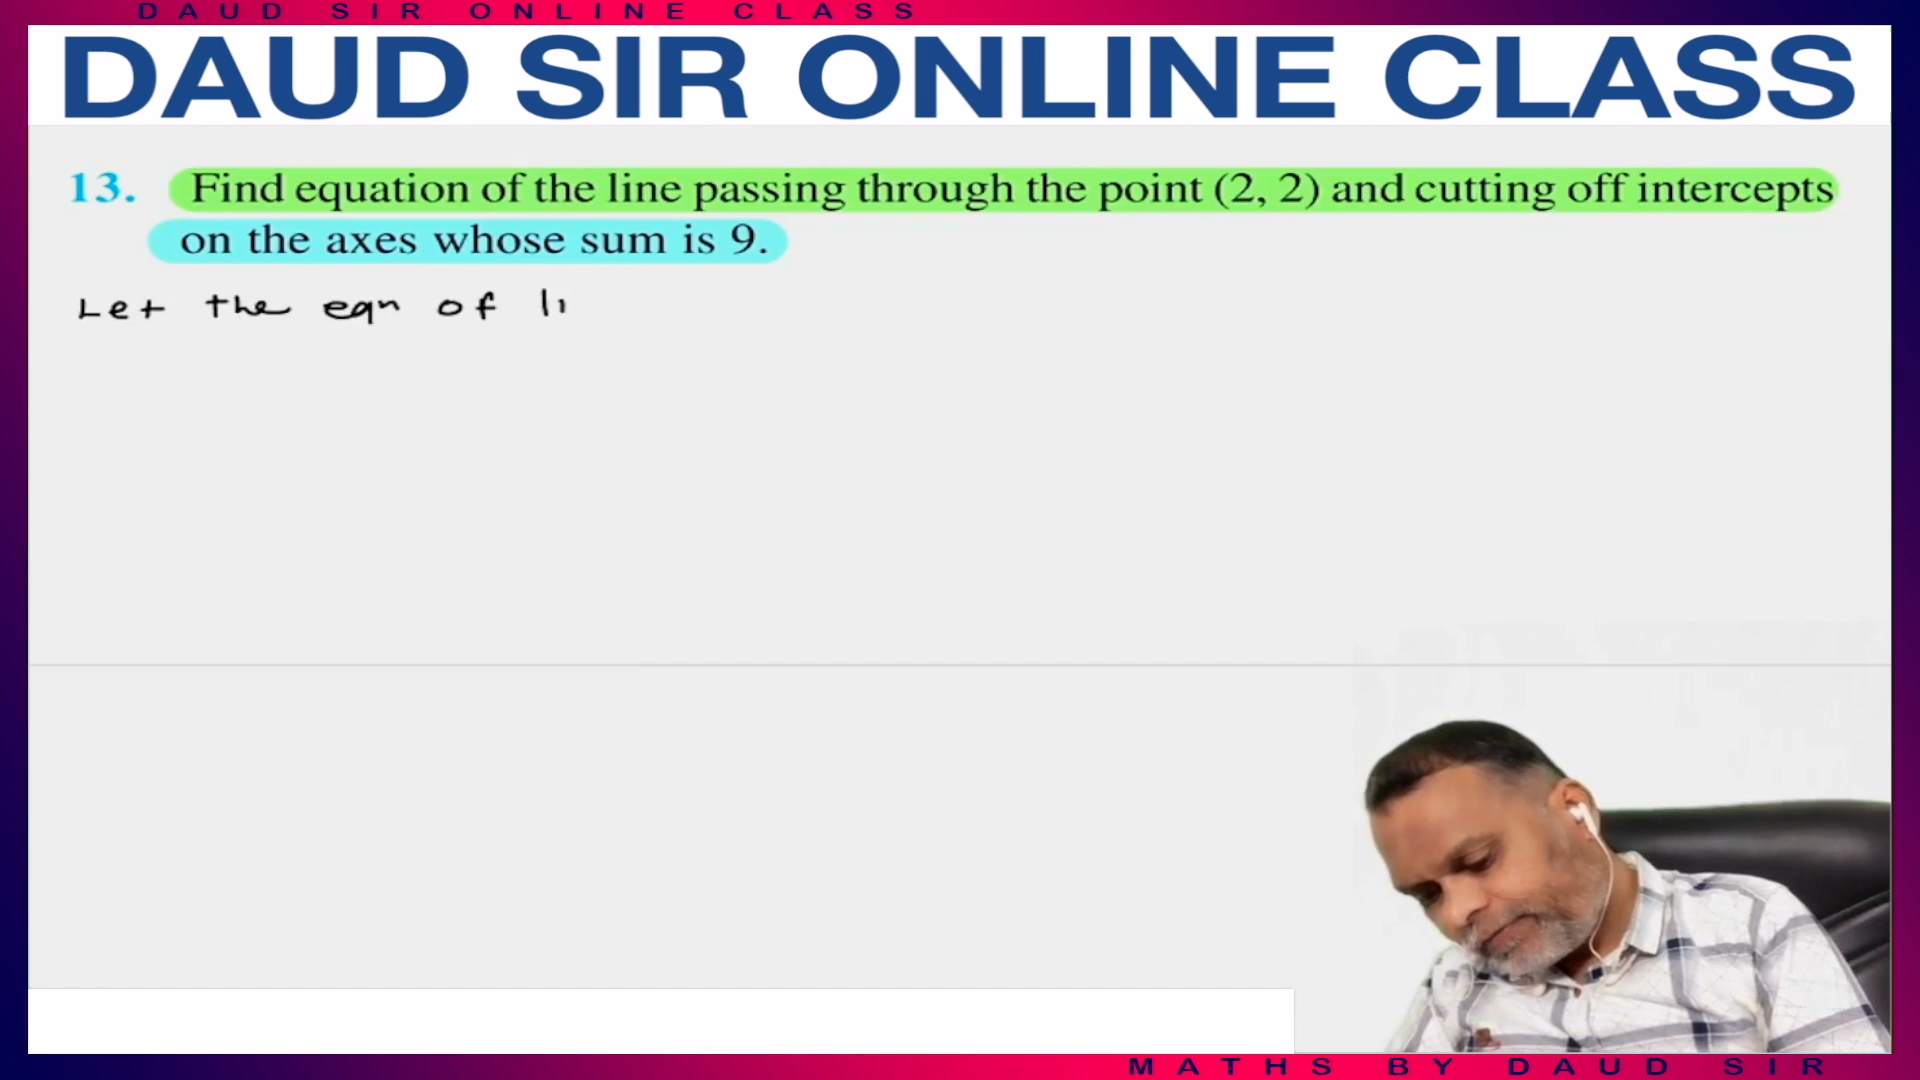 DAUD SIR ONLINE CLASS
DAUD SIR ONLINE CLASS
13. Find equation of the line passing through the point (2, 2) and cutting off intercepts
on the axes whose sum is 9.
Let the eqn of li
MATHS BY DAUD SIR